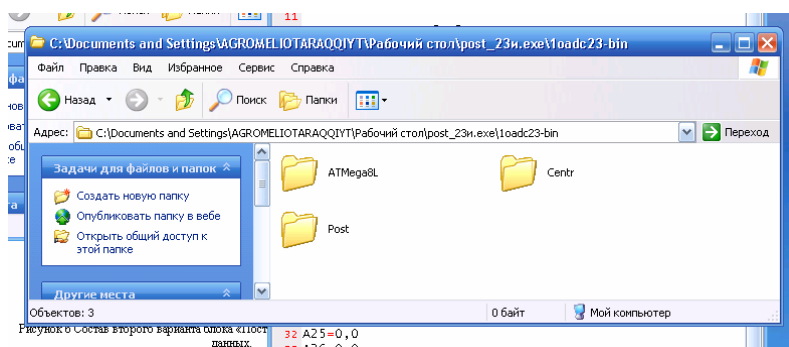 11
C:\Documents and Settings\AGROMELIOTARAQQIYT\Рабочий стол\post_23и.exe\1oadc23-bin
Файл Правка Вид Избранное Сервис Справка
Назад Поиск Папки
Адрес: C:\Documents and Settings\AGROMELIOTARAQQIYT\Рабочий стол\post_23и.exe\1oadc23-bin Переход
Задачи для файлов и папок
Создать новую папку
Опубликовать папку в вебе
Открыть общий доступ к
этой папке
Другие места
ATMega8L
Centr
Post
Объектов: 3 0 байт Мой компьютер
Рисунок 6 Состав второго варианта блока «Пост
данных.
32 A25=0,0